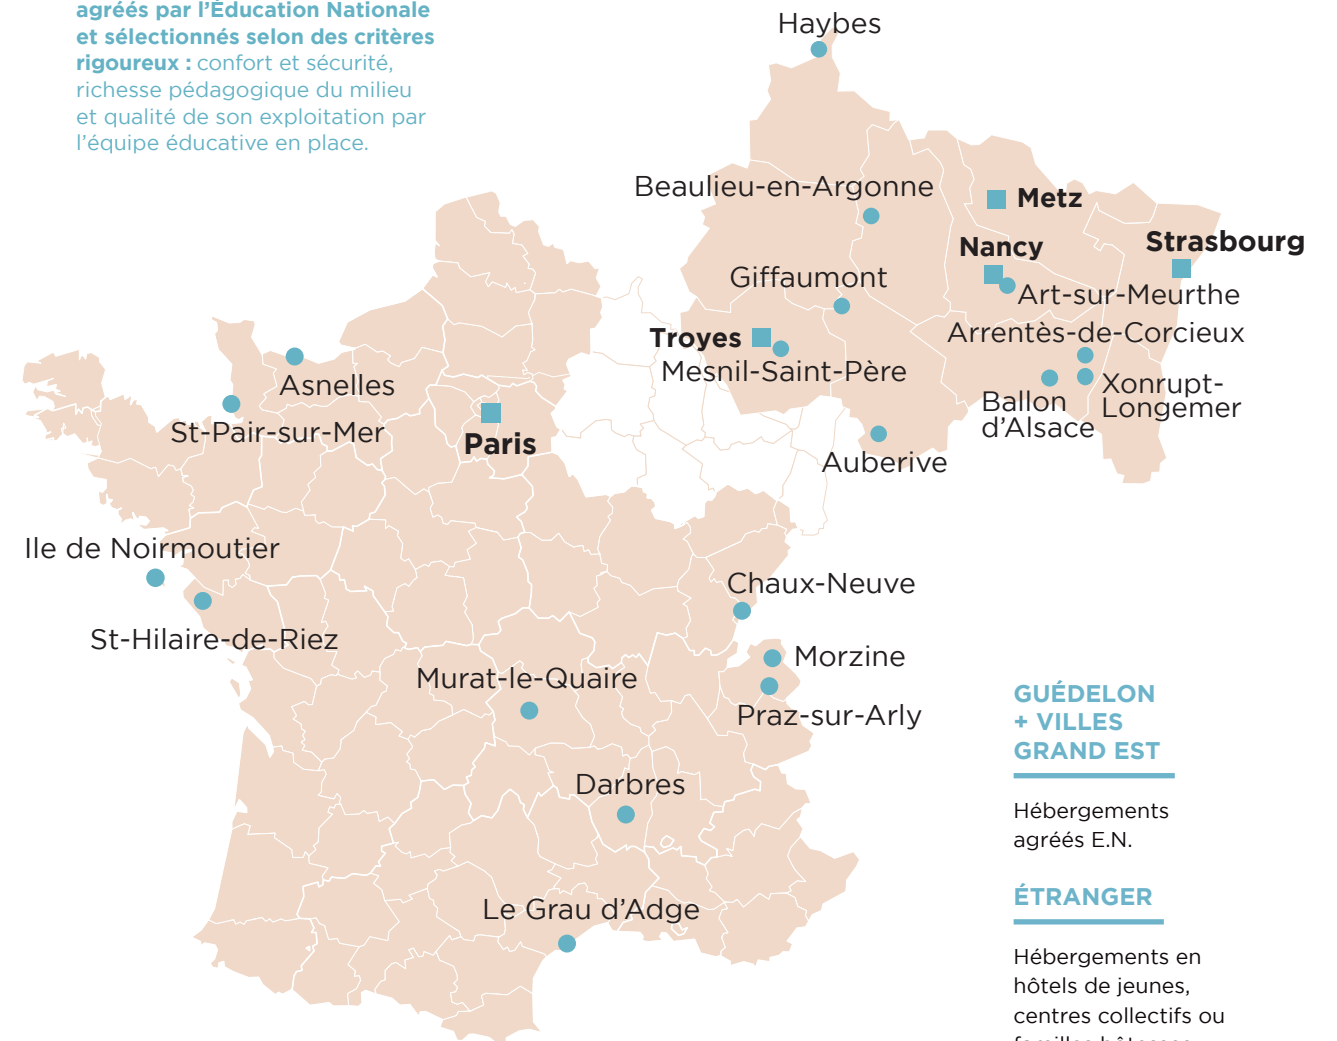 agréés par l'Éducation Nationale
et sélectionnés selon des critères
rigoureux : confort et sécurité,
richesse pédagogique du milieu
et qualité de son exploitation par
l'équipe éducative en place.
Haybes
Beaulieu-en-Argonne
Metz
Nancy
Strasbourg
Giffaumont
Art-sur-Meurthe
Troyes
Arrentès-de-Corcieux
Mesnil-Saint-Père
Xonrupt-
Longemer
Ballon
d'Alsace
Auberive
Asnelles
St-Pair-sur-Mer
Paris
Ile de Noirmoutier
St-Hilaire-de-Riez
Chaux-Neuve
Morzine
Murat-le-Quaire
Praz-sur-Arly
Darbres
Le Grau d'Adge
GUÉDELON
+ VILLES
GRAND EST
Hébergements
agréés E.N.
ÉTRANGER
Hébergements en
hôtels de jeunes,
centres collectifs ou
familles hôtesses